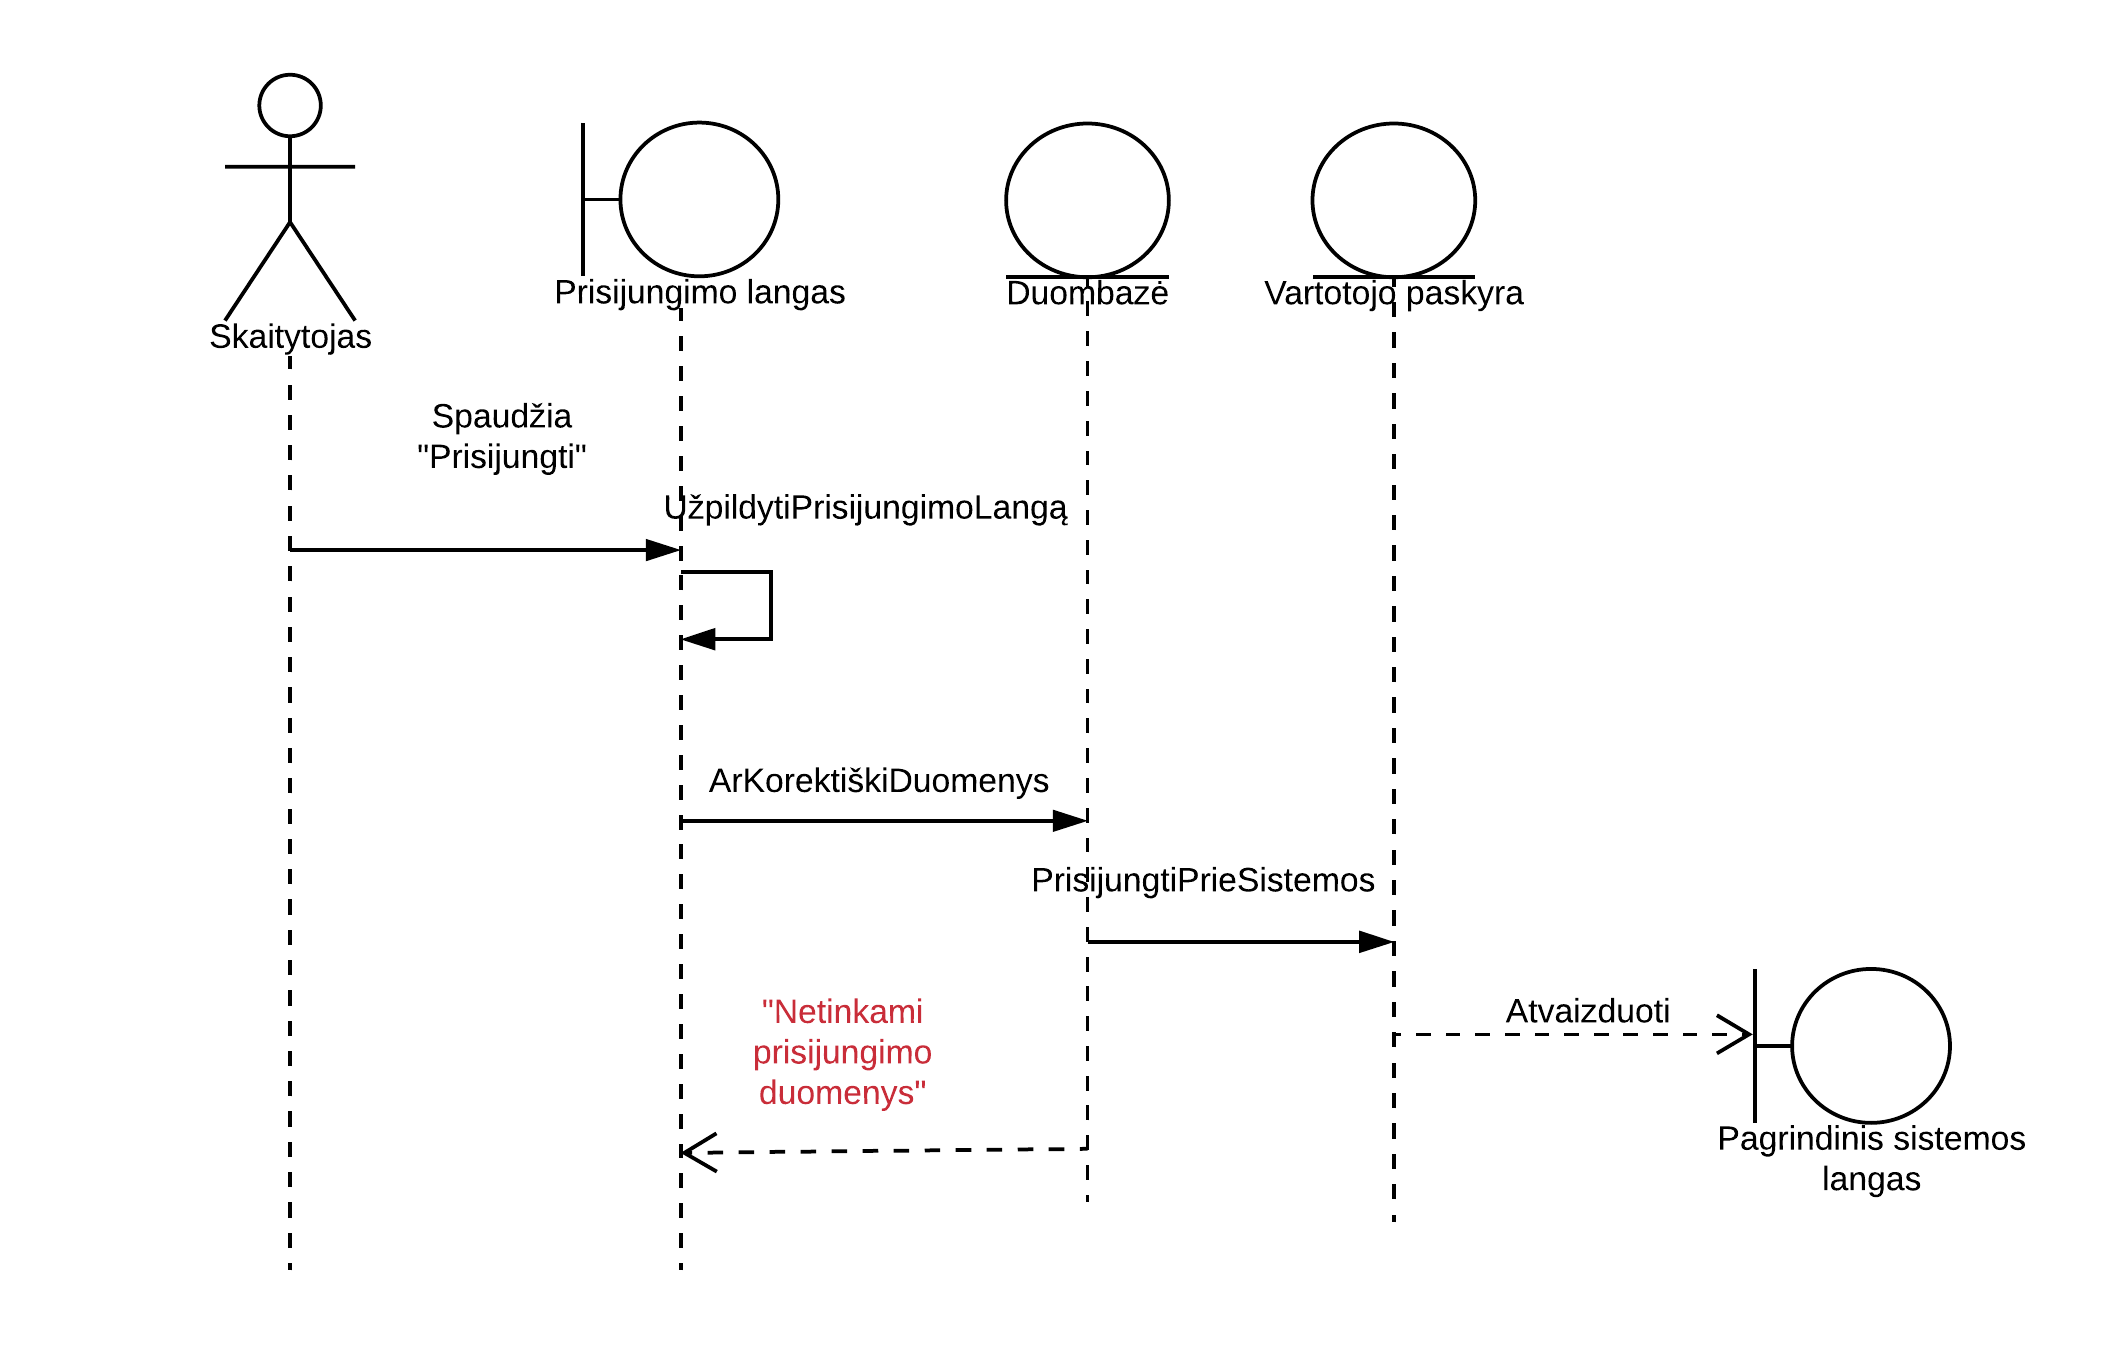 Prisijungimo langas
Duombazė
Vartotojo paskyra
Skaitytojas
Spaudžia
"Prisijungti"
UžpildytiPrisijungimoLangą
ArKorektiškiDuomenys
PrisijungtiPrieSistemos
"Netinkami
prisijungimo
duomenys"
Atvaizduoti
Pagrindinis sistemos
langas